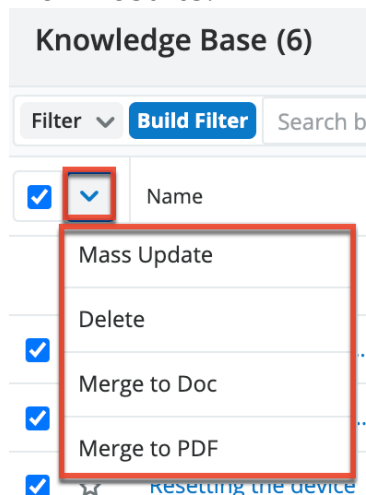 Knowledge Base (6)
Filter Build Filter Search b
Name
Mass Update
Delete
Merge to Doc
Merge to PDF
Resetting the device